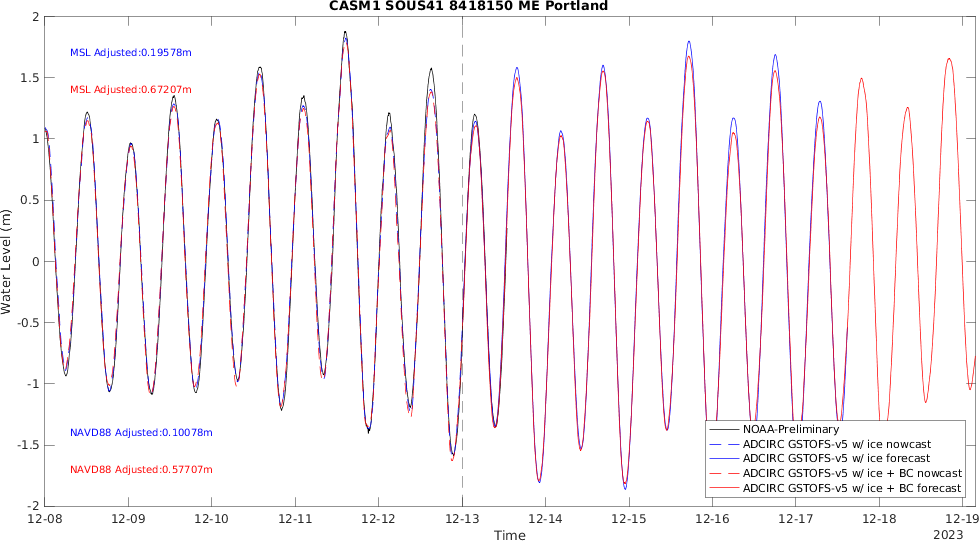 CASM1 SOUS41 8418150 ME Portland
2
1.5
1
0.5
0
-0.5
-1
-1.5
-2
Water Level (m)
MSL Adjusted:0.19578m
MSL Adjusted:0.67207m
NAVD88 Adjusted:0.10078m
NAVD88 Adjusted:0.57707m
NOAA-Preliminary
ADCIRC GSTOFS-v5 w/ ice nowcast
ADCIRC GSTOFS-v5 w/ ice forecast
ADCIRC GSTOFS-v5 w/ ice + BC nowcast
ADCIRC GSTOFS-v5 w/ ice + BC forecast
12-08 12-09 12-10 12-11 12-12 12-13 12-14 12-15 12-16 12-17 12-18 12-19
Time
2023